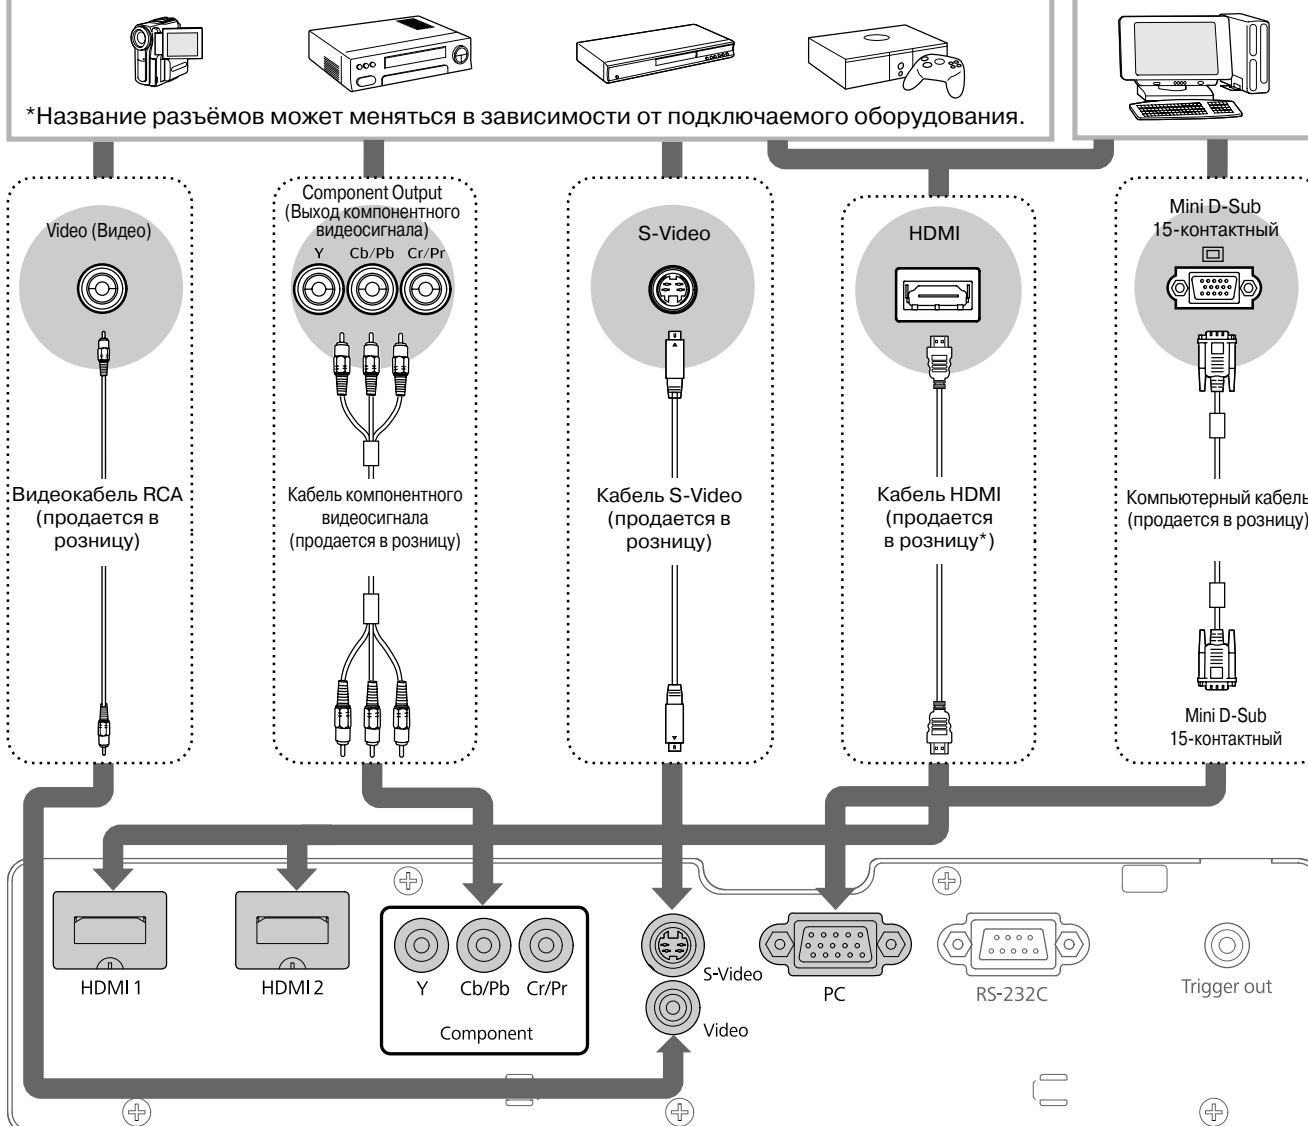 *Название разъёмов может меняться в зависимости от подключаемого оборудования.
Video (Видео)
Component Output
(Выход компонентного
видеосигнала)
Y Cb/Pb Cr/Pr
S-Video
HDMI
Mini D-Sub
15-контактный
Видеокабель RCA
(продается в
розницу)
Кабель компонентного
видеосигнала
(продается в розницу)
Кабель S-Video
(продается в
розницу)
Кабель HDMI
(продается
в розницу*)
Компьютерный кабель
(продается в розницу)
Mini D-Sub
15-контактный
HDMI 1
HDMI 2
Y Cb/Pb Cr/Pr
Component
S-Video
Video
PC
RS-232C
Trigger out